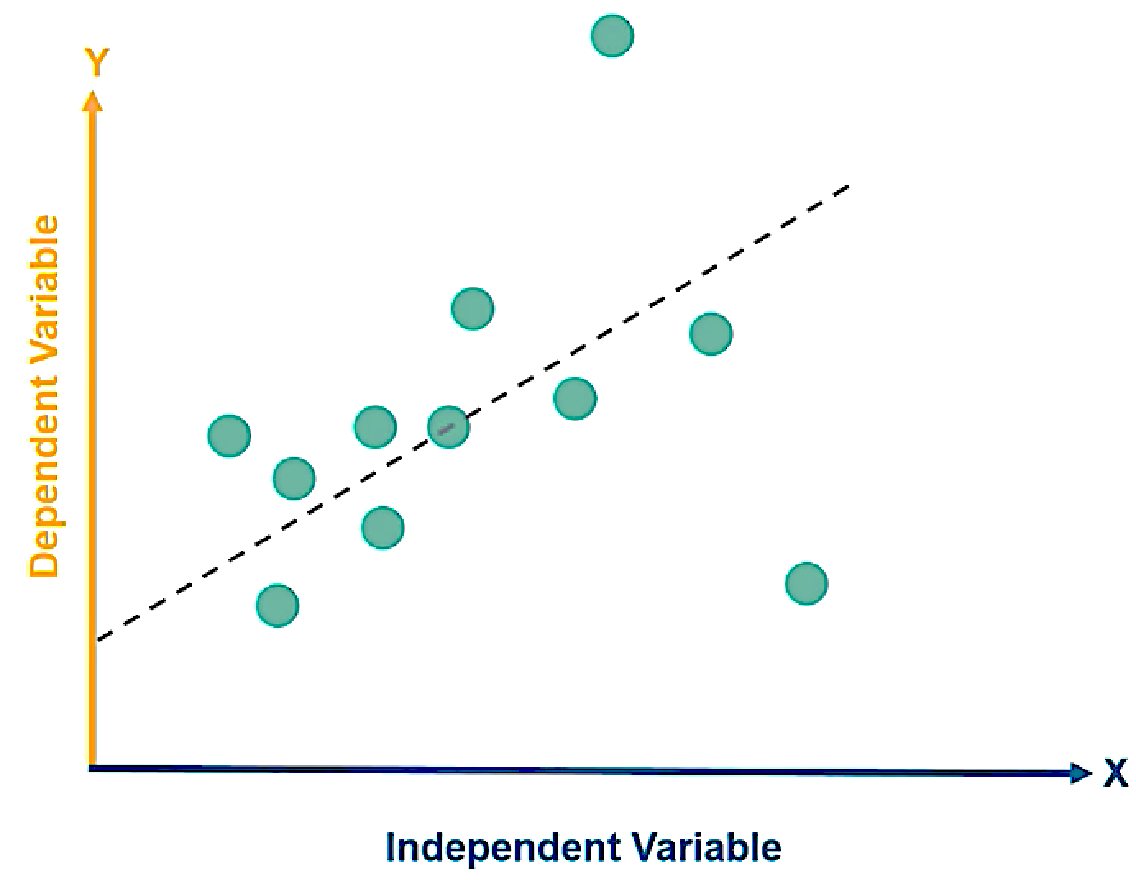 Y
Dependent Variable
X
Independent Variable